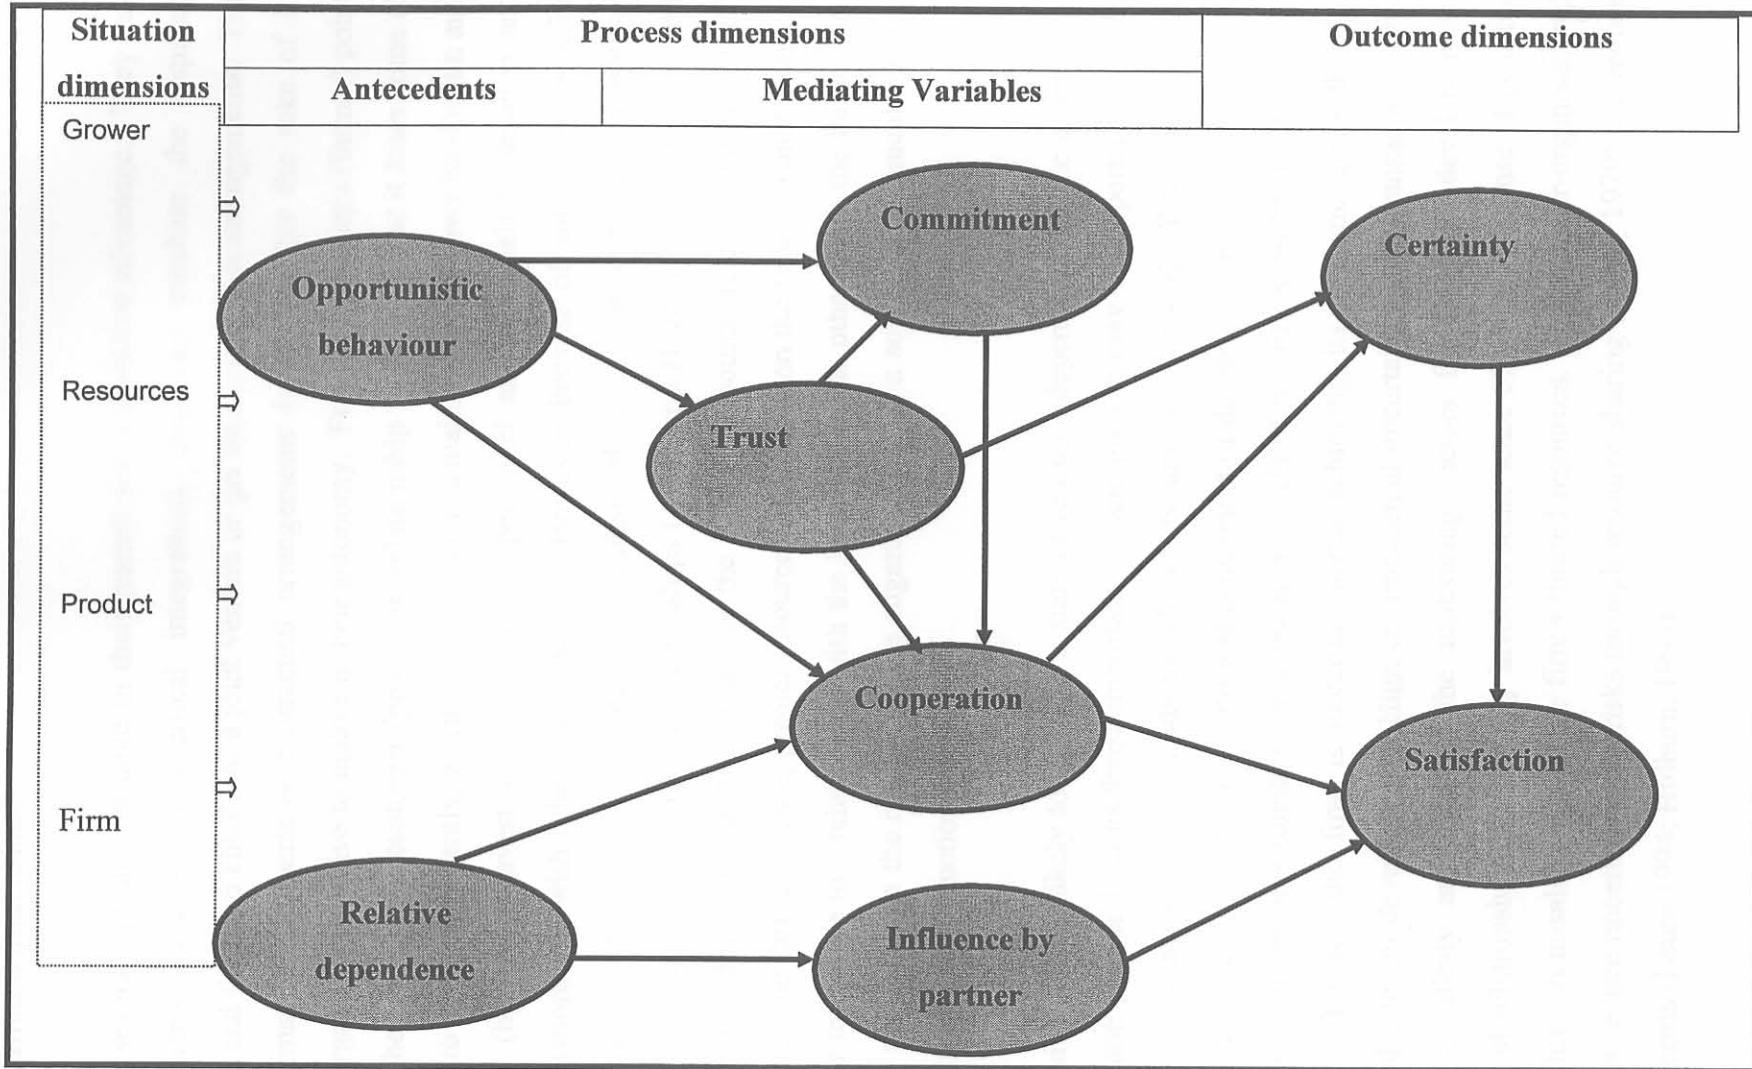 Situation
dimensions
Process dimensions
Outcome dimensions
Antecedents
Mediating Variables
Grower
Resources
Product
Firm
Opportunistic
behaviour
Commitment
Trust
Cooperation
Relative
dependence
Influence by
partner
Certainty
Satisfaction